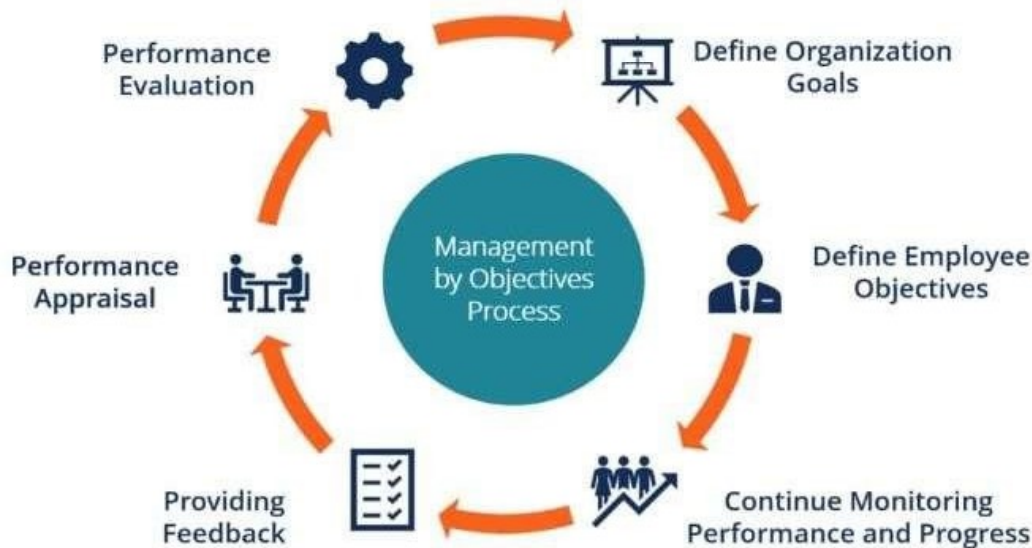 Performance
Evaluation
Define Organization
Goals
Management
by Objectives
Process
Define Employee
Objectives
Performance
Appraisal
Continue Monitoring
Performance and Progress
Providing
Feedback